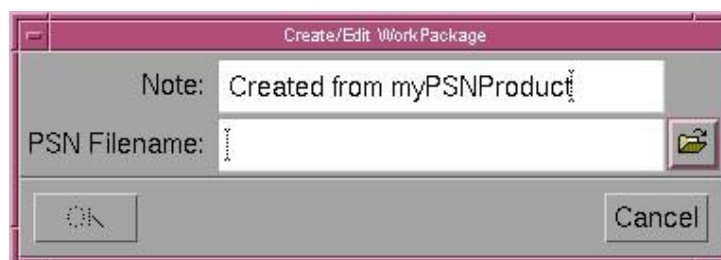 Create/Edit WorkPackage
Note: Created from myPSNProduct
PSN Filename:
OK Cancel